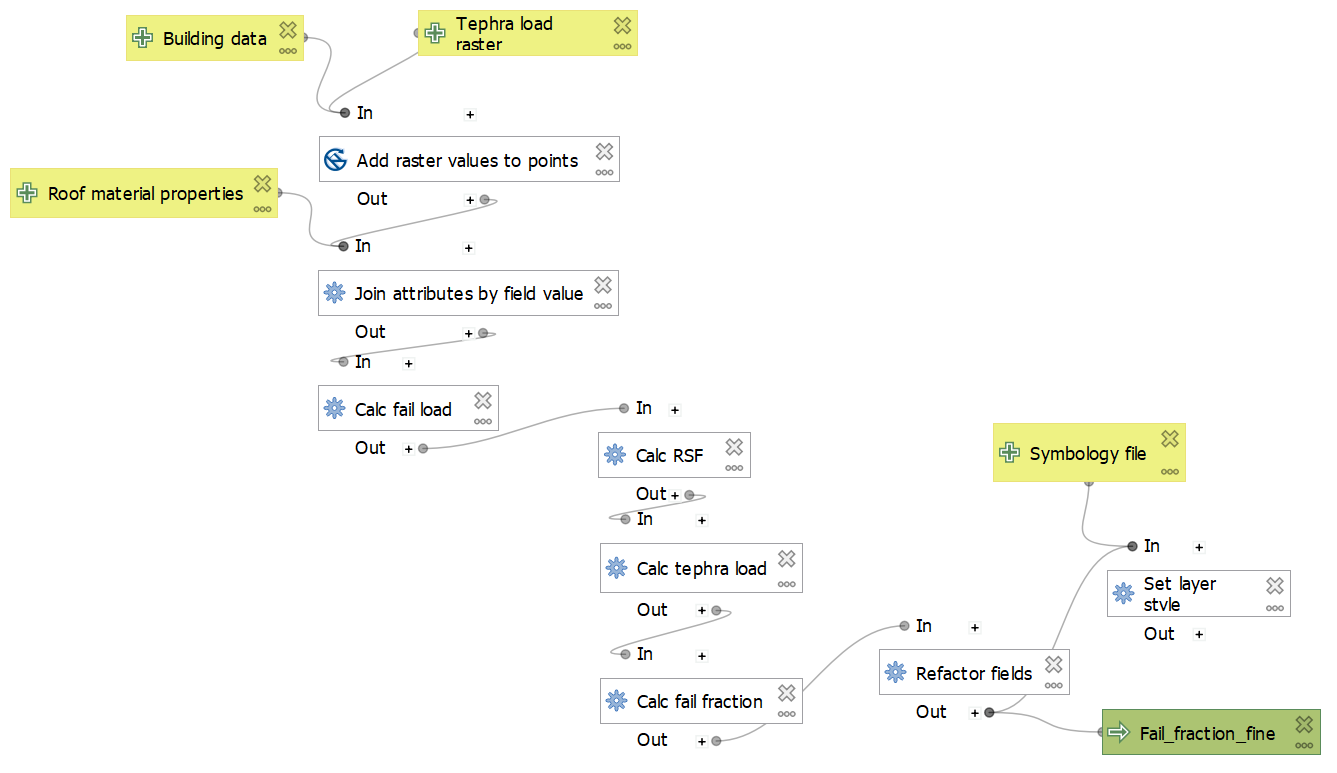 Building data
Tephra load
raster
In
Add raster values to points
Out
Roof material properties
In
Join attributes by field value
Out
In
Calc fail load
Out
In
Calc RSF
Out
In
Calc tephra load
Out
In
Calc fail fraction
Out
In
Refactor fields
Out
Symbology file
In
Set layer
style
Out
Fail_fraction_fine